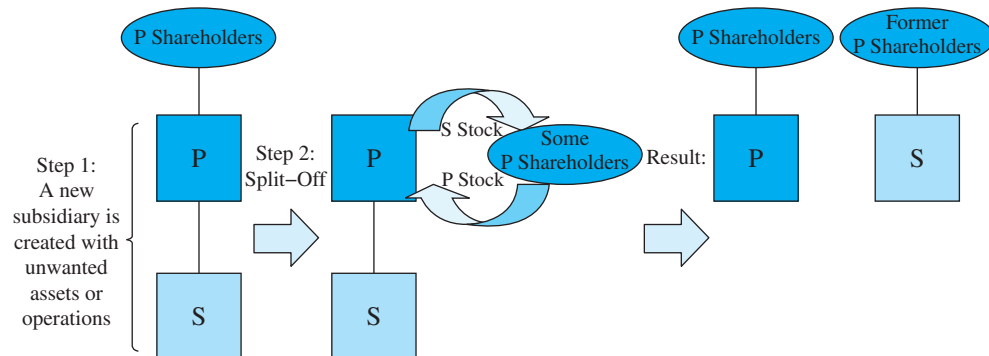 P Shareholders
P
Step 1:
A new
subsidiary is
created with
unwanted
assets or
operations
S
Step 2:
Split–Off
P
S
S Stock
P Stock
Some
P Shareholders
Result:
P Shareholders
P
Former
P Shareholders
S